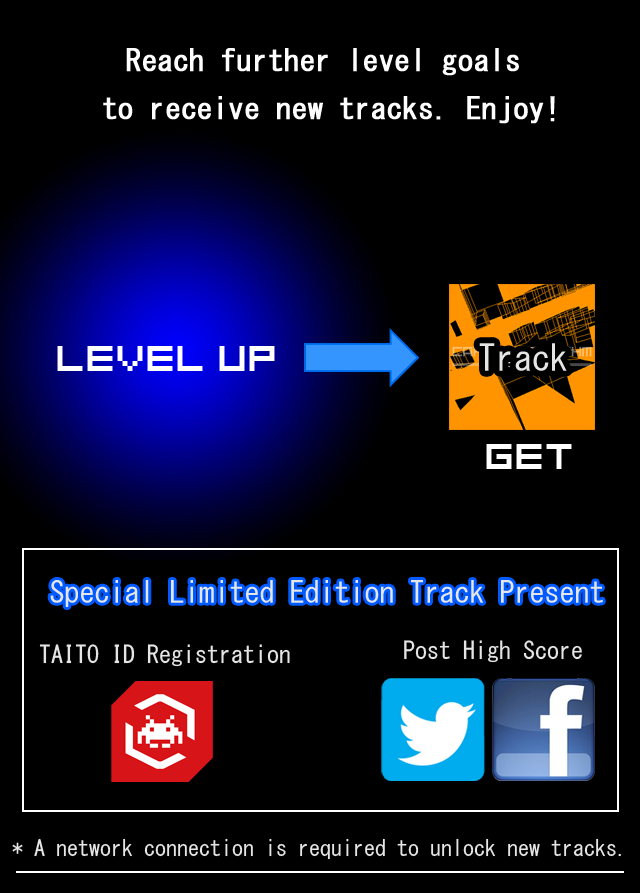 Reach further level goals
to receive new tracks. Enjoy!
LEVEL UP
Track
GET
Special Limited Edition Track Present
TAITO ID Registration
Post High Score
* A network connection is required to unlock new tracks.